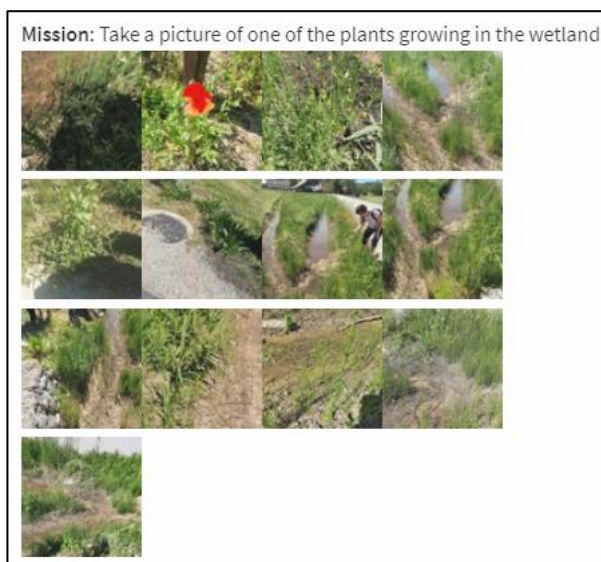 Mission: Take a picture of one of the plants growing in the wetland